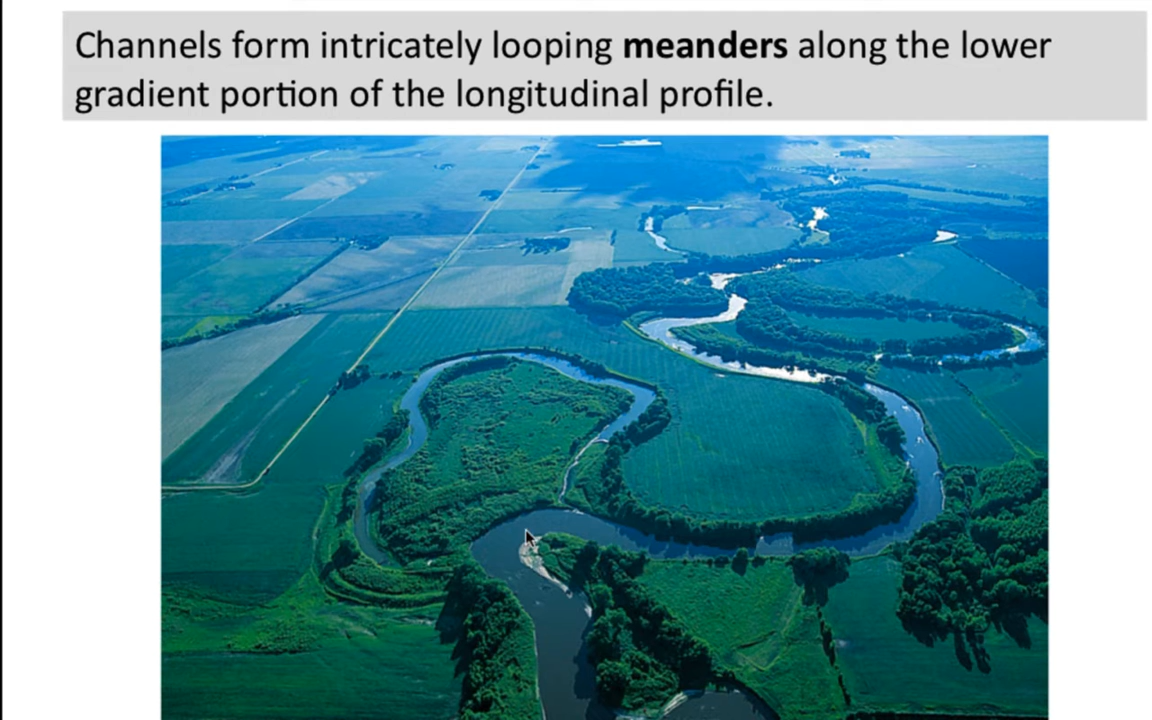 Channels form intricately looping meanders along the lower
gradient portion of the longitudinal profile.